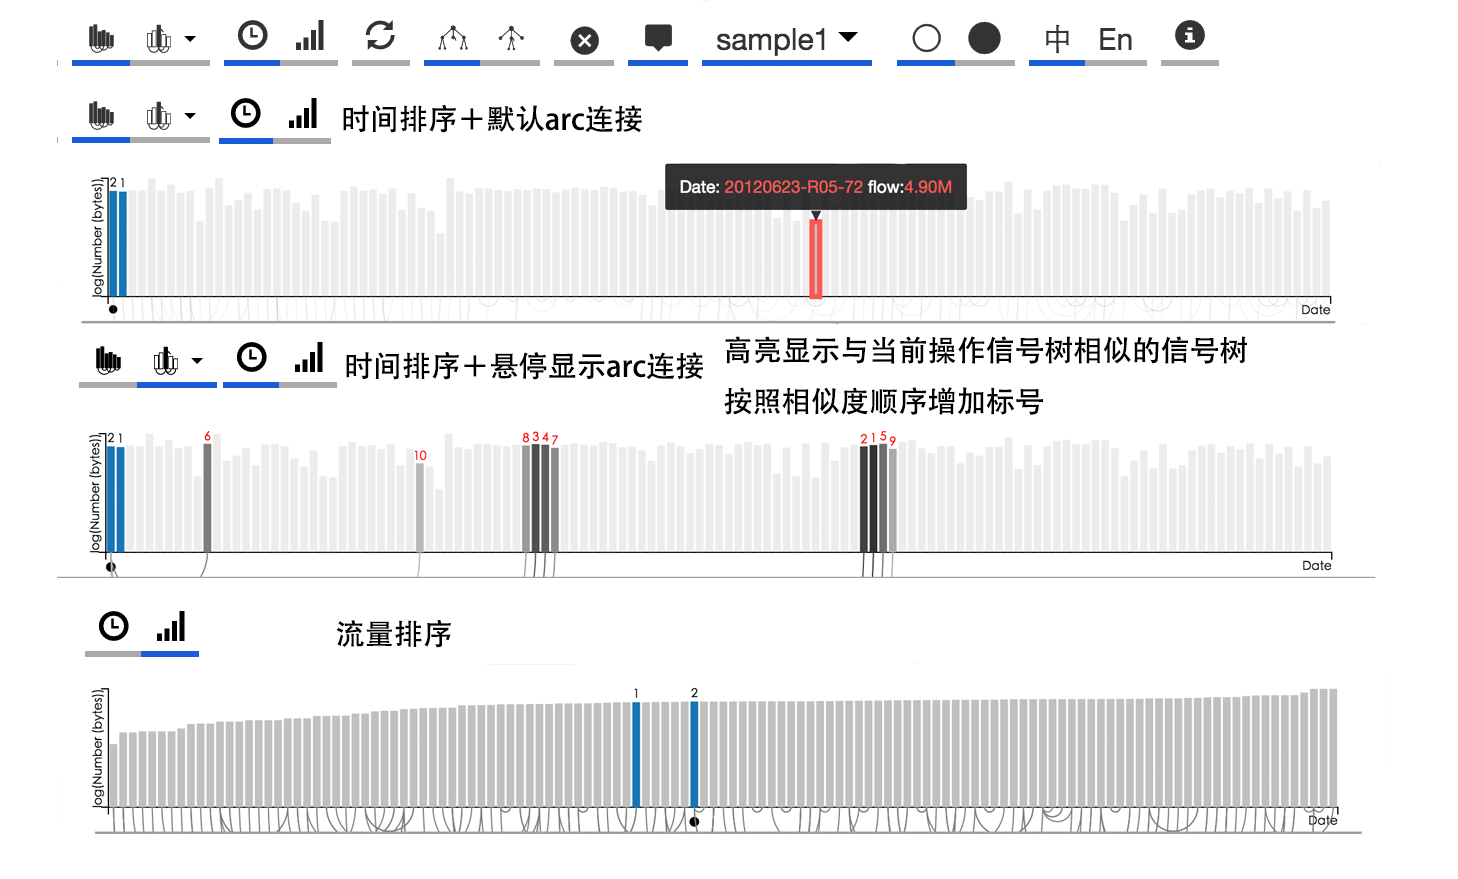 sample1 中 En
时间排序+默认arc连接
Date: 20120623-R05-72 flow:4.90M
log(Number (bytes))
2 1
Date
时间排序+悬停显示arc连接
高亮显示与当前操作信号树相似的信号树
按照相似度顺序增加标号
log(Number (bytes))
2 1 6 10 8 3 4 7 2 1 5 9
Date
流量排序
log(Number (bytes))
1 2
Date